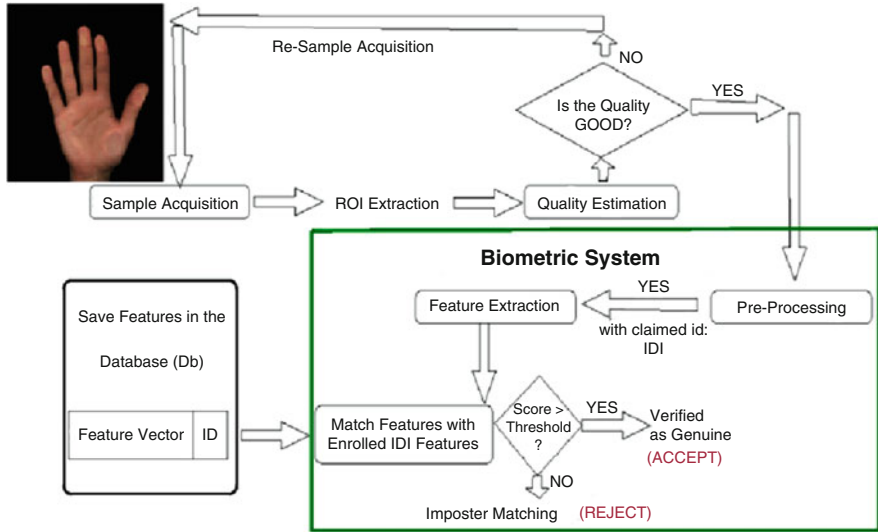 Re-Sample Acquisition
NO
YES
Is the Quality
GOOD?
Sample Acquisition
ROI Extraction
Quality Estimation
Biometric System
YES
Feature Extraction
Pre-Processing
with claimed id:
IDI
Save Features in the
Database (Db)
Feature Vector
ID
Match Features with
Enrolled IDI Features
Score >
Threshold
?
YES
Verified
as Genuine
(ACCEPT)
NO
Imposter Matching
(REJECT)